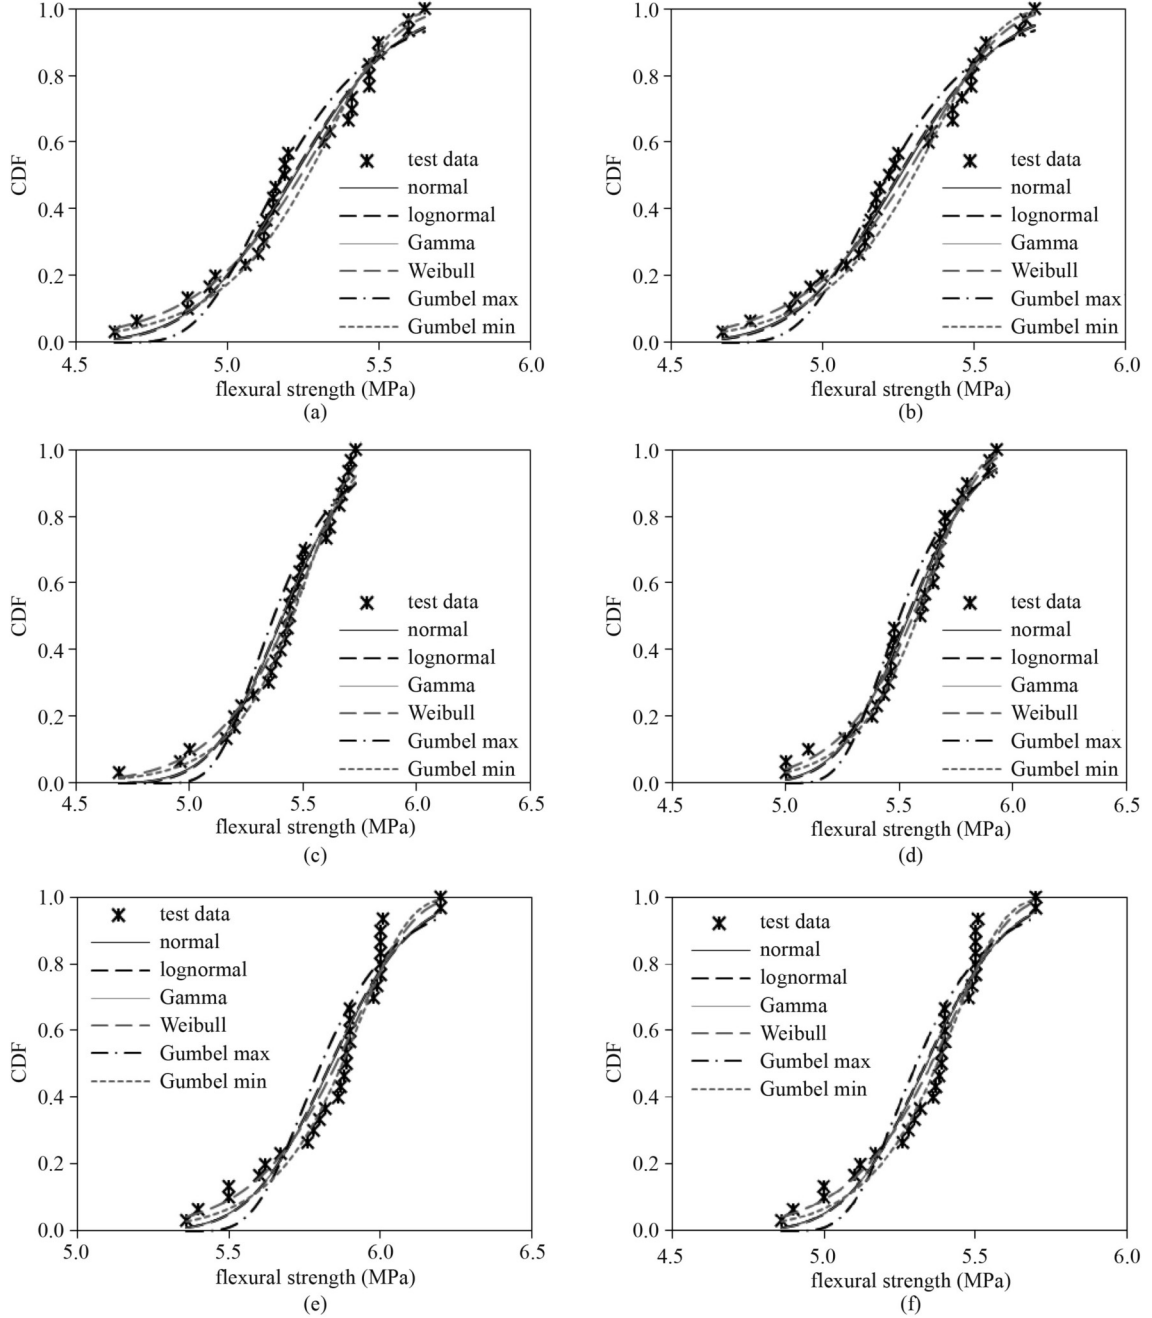 1.0
0.8
0.6
0.4
0.2
0.0
CDF
test data
normal
lognormal
Gamma
Weibull
Gumbel max
Gumbel min
4.5 5.0 5.5 6.0
flexural strength (MPa)
(a)
1.0
0.8
0.6
0.4
0.2
0.0
CDF
test data
normal
lognormal
Gamma
Weibull
Gumbel max
Gumbel min
4.5 5.0 5.5 6.0
flexural strength (MPa)
(b)
1.0
0.8
0.6
0.4
0.2
0.0
CDF
test data
normal
lognormal
Gamma
Weibull
Gumbel max
Gumbel min
4.5 5.0 5.5 6.0 6.5
flexural strength (MPa)
(c)
1.0
0.8
0.6
0.4
0.2
0.0
CDF
test data
normal
lognormal
Gamma
Weibull
Gumbel max
Gumbel min
4.5 5.0 5.5 6.0 6.5
flexural strength (MPa)
(d)
1.0
0.8
0.6
0.4
0.2
0.0
CDF
test data
normal
lognormal
Gamma
Weibull
Gumbel max
Gumbel min
5.0 5.5 6.0 6.5
flexural strength (MPa)
(e)
1.0
0.8
0.6
0.4
0.2
0.0
CDF
test data
normal
lognormal
Gamma
Weibull
Gumbel max
Gumbel min
4.5 5.0 5.5 6.0
flexural strength (MPa)
(f)